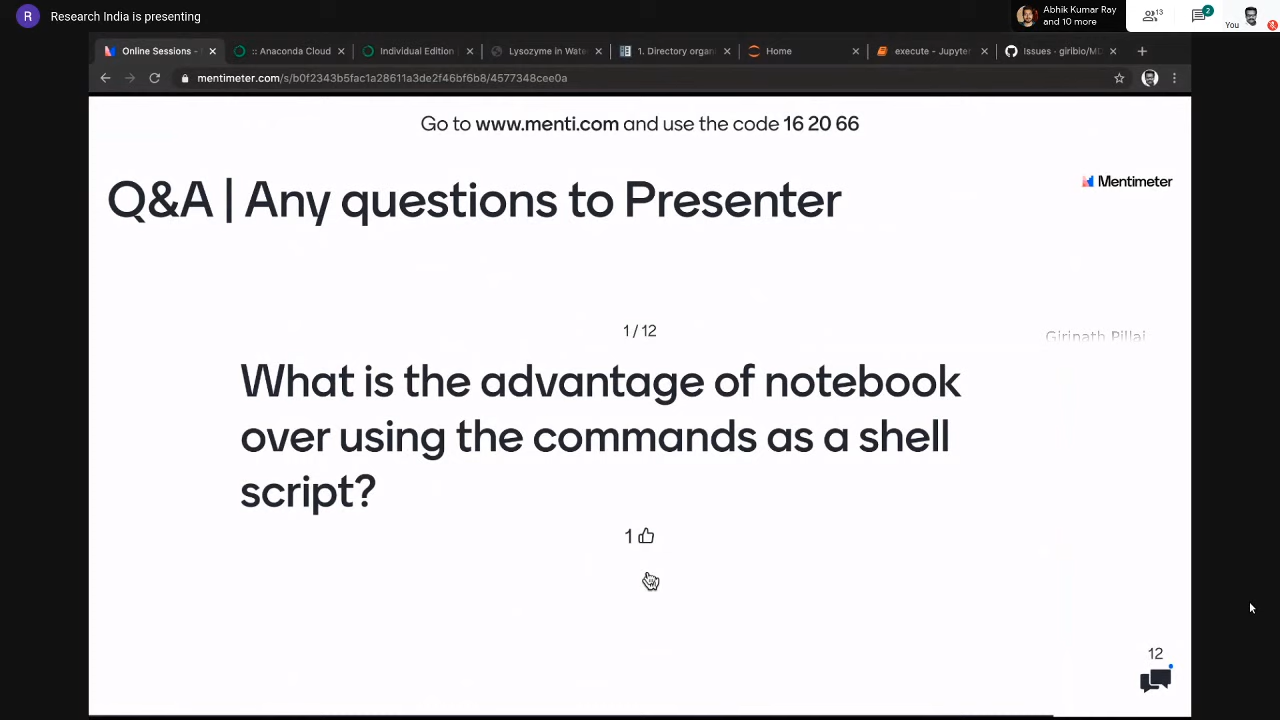 R Research India is presenting
Abhik Kumar Ray
and 10 more
13
2
You
Online Sessions -
:: Anaconda Cloud
Individual Edition
Lysozyme in Wate
1. Directory organ
Home
execute - Jupyter
Issues - giribio/MD
mentimeter.com/s/b0f2343b5fac1a28611a3de2f46bf6b8/4577348cee0a
Go to www.menti.com and use the code 16 20 66
Q&A | Any questions to Presenter
Mentimeter
1 / 12
Girinath Pillai
What is the advantage of notebook
over using the commands as a shell
script?
1
12